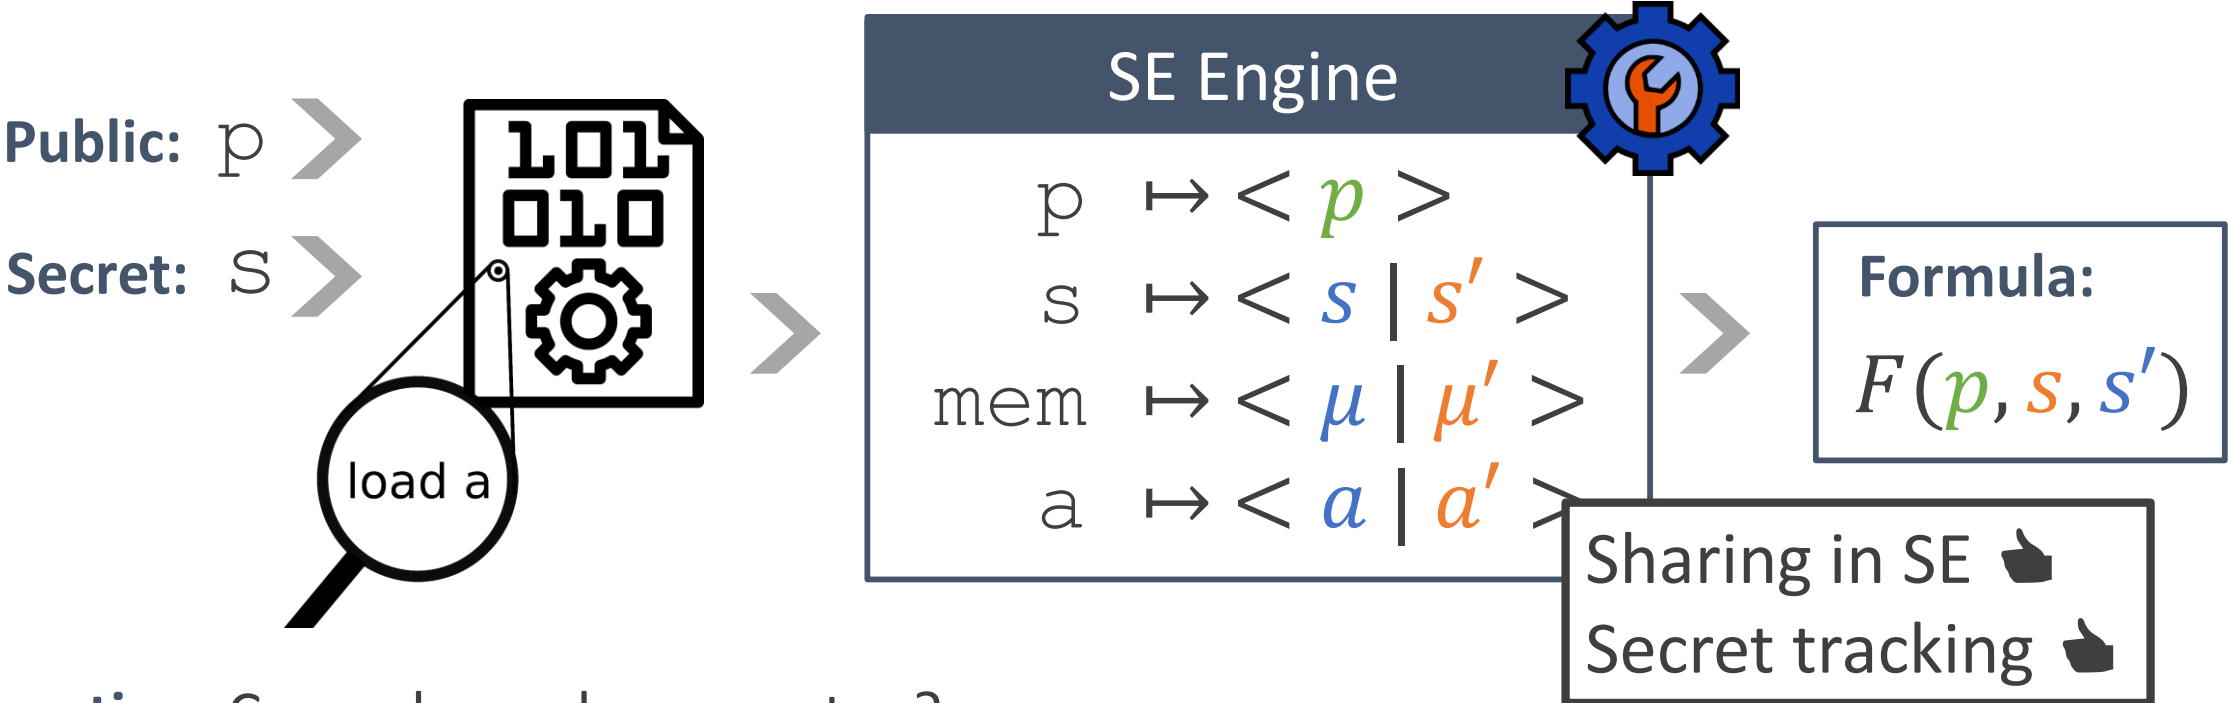 Public: p
Secret: s
101
010
load a
SE Engine
p ↦ < p >
s ↦ < s | s′ >
mem ↦ < μ | μ′ >
a ↦ < a | a′ >
Formula:
F(p, s, s′)
Sharing in SE 👍
Secret tracking 👍